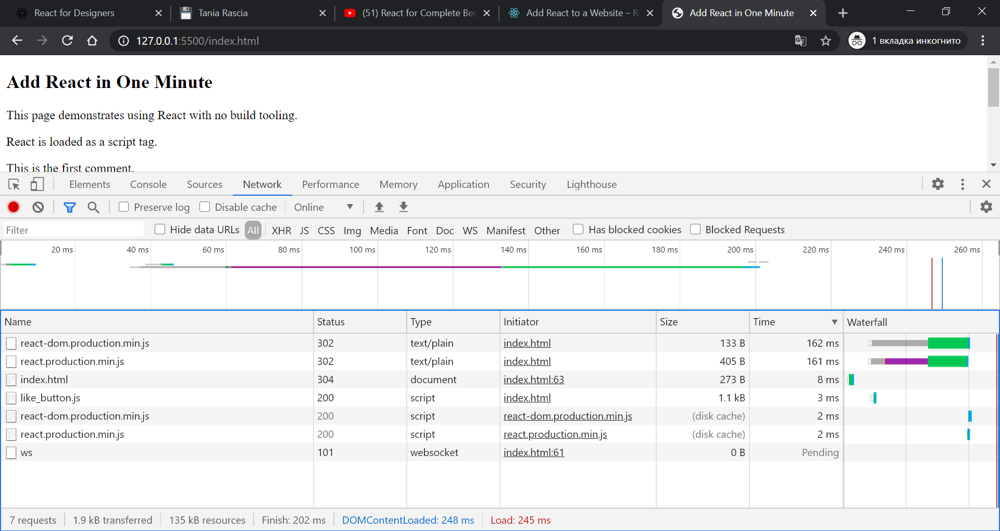 React for Designers
Tania Rascia
(51) React for Complete Beg
Add React to a Website – Re
Add React in One Minute
127.0.0.1:5500/index.html
1 вкладка инкогнито
Add React in One Minute
This page demonstrates using React with no build tooling.
React is loaded as a script tag.
This is the first comment.
Elements Console Sources Network Performance Memory Application Security Lighthouse
Preserve log Disable cache Online
Filter Hide data URLs All XHR JS CSS Img Media Font Doc WS Manifest Other Has blocked cookies Blocked Requests
20 ms 40 ms 60 ms 80 ms 100 ms 120 ms 140 ms 160 ms 180 ms 200 ms 220 ms 240 ms 260 ms
Name Status Type Initiator Size Time Waterfall
react-dom.production.min.js 302 text/plain index.html 133 B 162 ms
react.production.min.js 302 text/plain index.html 405 B 161 ms
index.html 304 document index.html:63 273 B 8 ms
like_button.js 200 script index.html 1.1 kB 3 ms
react-dom.production.min.js 200 script react-dom.production.min.js (disk cache) 2 ms
react.production.min.js 200 script react.production.min.js (disk cache) 2 ms
ws 101 websocket index.html:61 0 B Pending
7 requests 1.9 kB transferred 135 kB resources Finish: 202 ms DOMContentLoaded: 248 ms Load: 245 ms